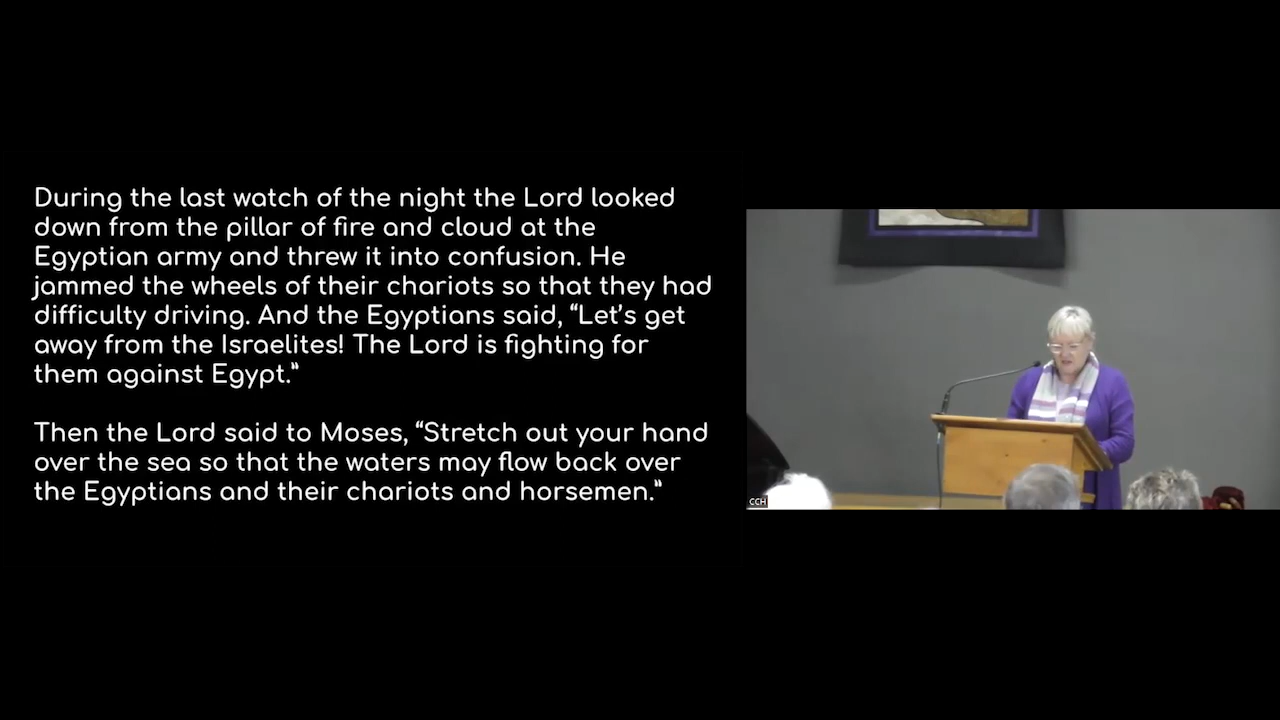 During the last watch of the night the Lord looked
down from the pillar of fire and cloud at the
Egyptian army and threw it into confusion. He
jammed the wheels of their chariots so that they had
difficulty driving. And the Egyptians said, “Let’s get
away from the Israelites! The Lord is fighting for
them against Egypt.”
Then the Lord said to Moses, “Stretch out your hand
over the sea so that the waters may flow back over
the Egyptians and their chariots and horsemen.”
CCH